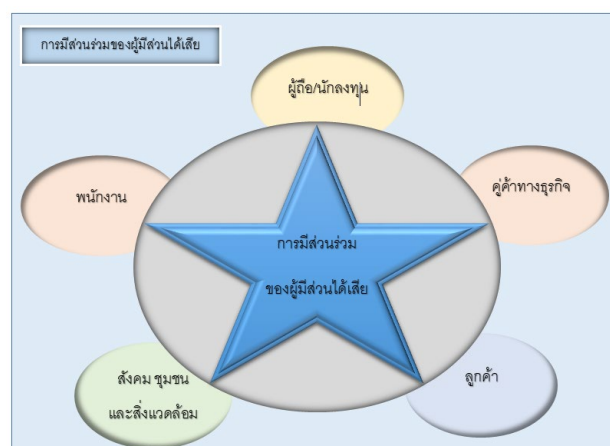 การมีส่วนร่วมของผู้มีส่วนได้เสีย
ผู้ถือ/นักลงทุน
พนักงาน
คู่ค้าทางธุรกิจ
การมีส่วนร่วม
ของผู้มีส่วนได้เสีย
สังคม ชุมชน
และสิ่งแวดล้อม
ลูกค้า